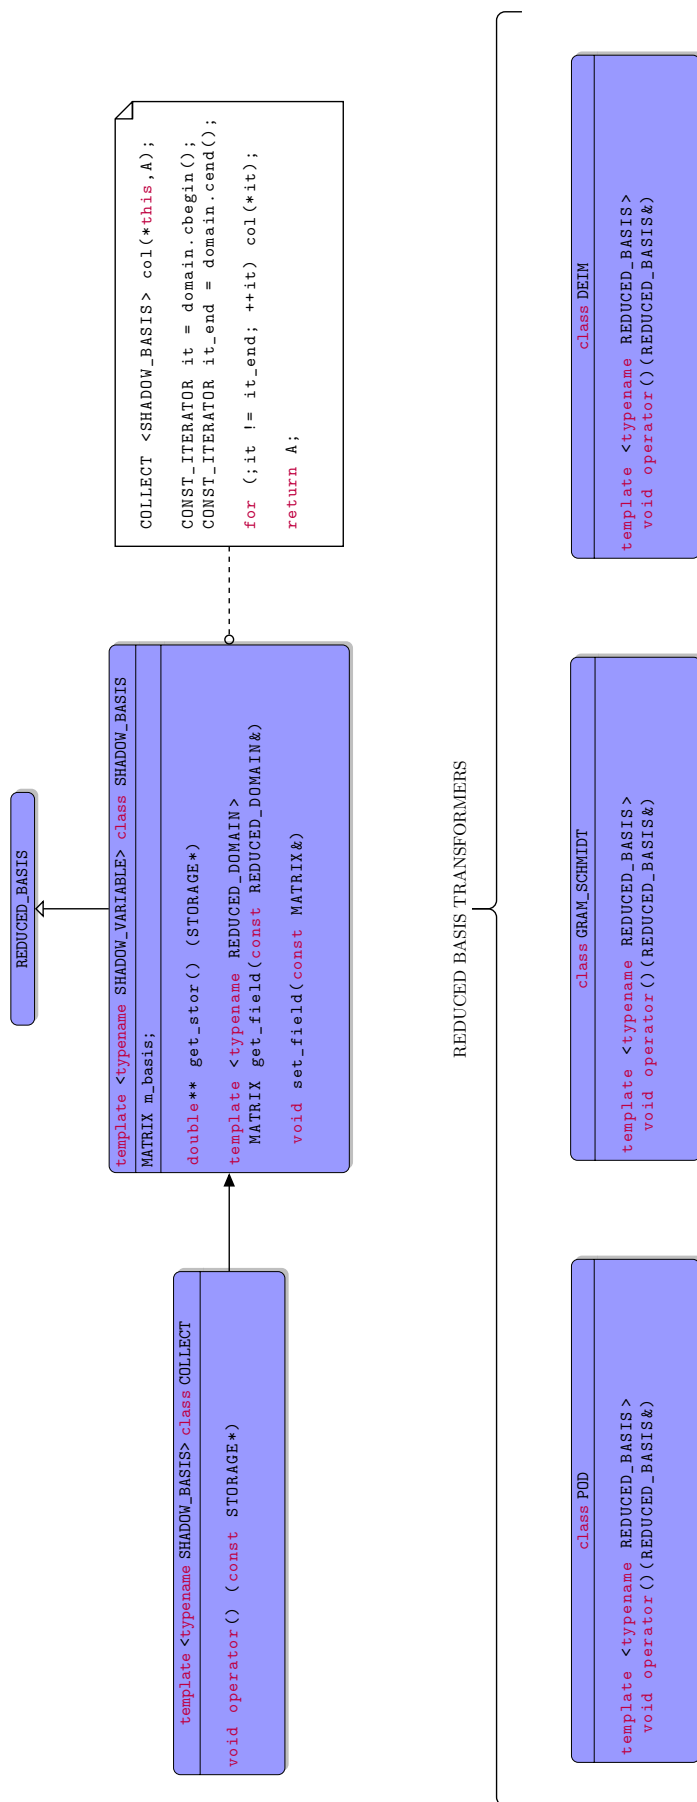 REDUCED_BASIS
template <typename SHADOW_BASIS> class COLLECT
void operator() (const STORAGE*)
template <typename SHADOW_VARIABLE> class SHADOW_BASIS
MATRIX m_basis;
double** get_stor() (STORAGE*)
template <typename REDUCED_DOMAIN>
MATRIX get_field(const REDUCED_DOMAIN&)
void set_field(const MATRIX&)
COLLECT <SHADOW_BASIS> col(*this,A);
CONST_ITERATOR it = domain.cbegin();
CONST_ITERATOR it_end = domain.cend();
for (;it != it_end; ++it) col(*it);
return A;
REDUCED BASIS TRANSFORMERS
class POD
template <typename REDUCED_BASIS>
void operator()(REDUCED_BASIS&)
class GRAM_SCHMIDT
template <typename REDUCED_BASIS>
void operator()(REDUCED_BASIS&)
class DEIM
template <typename REDUCED_BASIS>
void operator()(REDUCED_BASIS&)